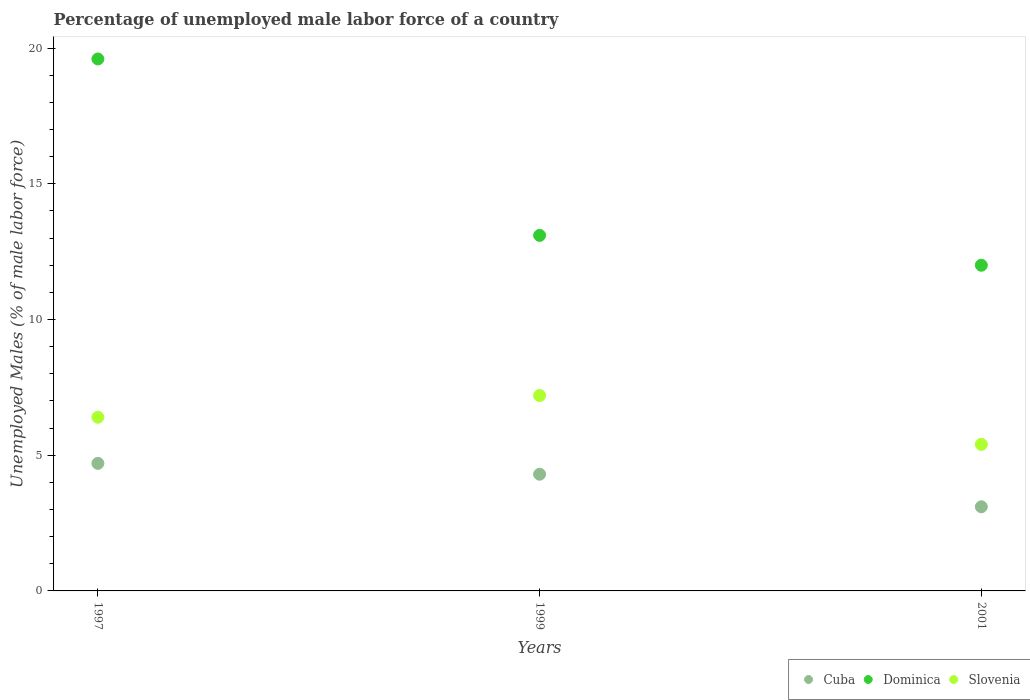 Percentage of unemployed male labor force of a country
Unemployed Males (% of male labor force)
20
15
10
5
0
1997
1999
2001
Years
Cuba
Dominica
Slovenia